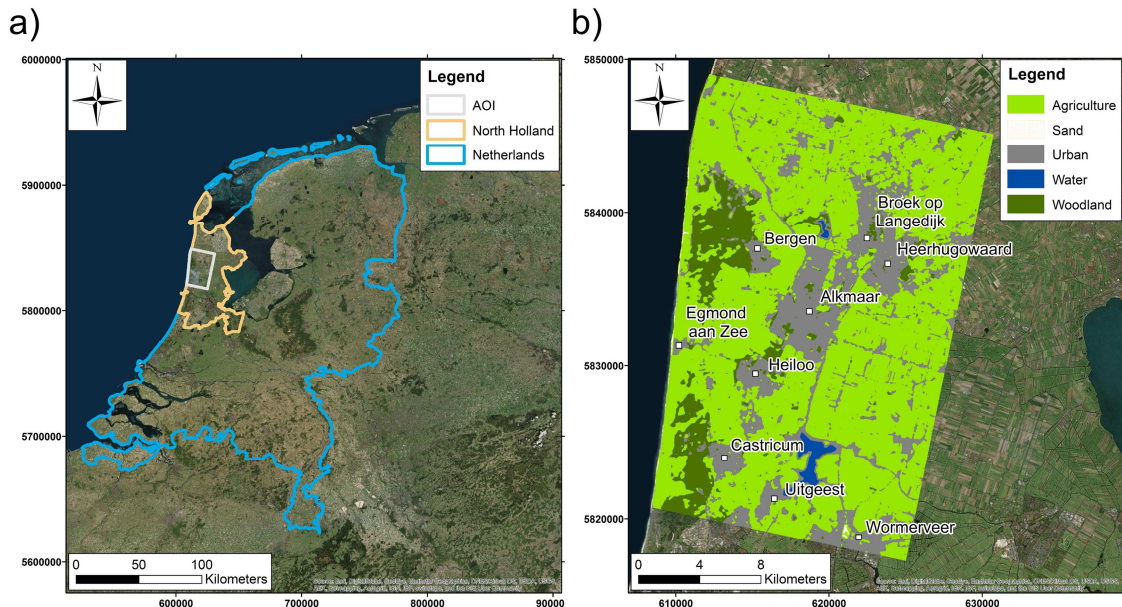 a)
6000000
5900000
5800000
5700000
5600000
N
Legend
AOI
North Holland
Netherlands
0 50 100
Kilometers
600000
700000
800000
90000
b)
5850000
5840000
5830000
5820000
N
Legend
Agriculture
Sand
Urban
Water
Woodland
Broek op
Langedijk
Bergen
Heerhugowaard
Alkmaar
Egmond
aan Zee
Heiloo
Castricum
Uitgeest
Wormerveer
0 4 8
Kilometers
610000
620000
630000